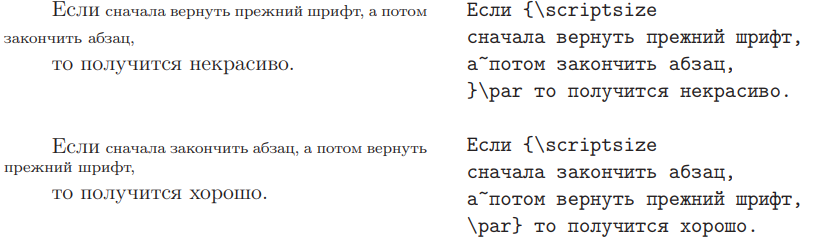 Если сначала вернуть прежний шрифт, а потом
закончить абзац,
то получится некрасиво.
Если {\scriptsize
сначала вернуть прежний шрифт,
а~потом закончить абзац,
}\par то получится некрасиво.
Если сначала закончить абзац, а потом вернуть
прежний шрифт,
то получится хорошо.
Если {\scriptsize
сначала закончить абзац,
а~потом вернуть прежний шрифт,
\par} то получится хорошо.